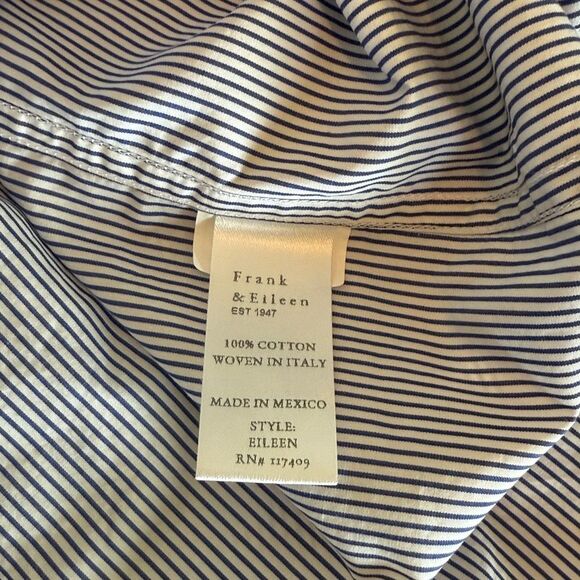 Frank
& Eileen
EST 1947
100% COTTON
WOVEN IN ITALY
MADE IN MEXICO
STYLE:
EILEEN
RN# 117409